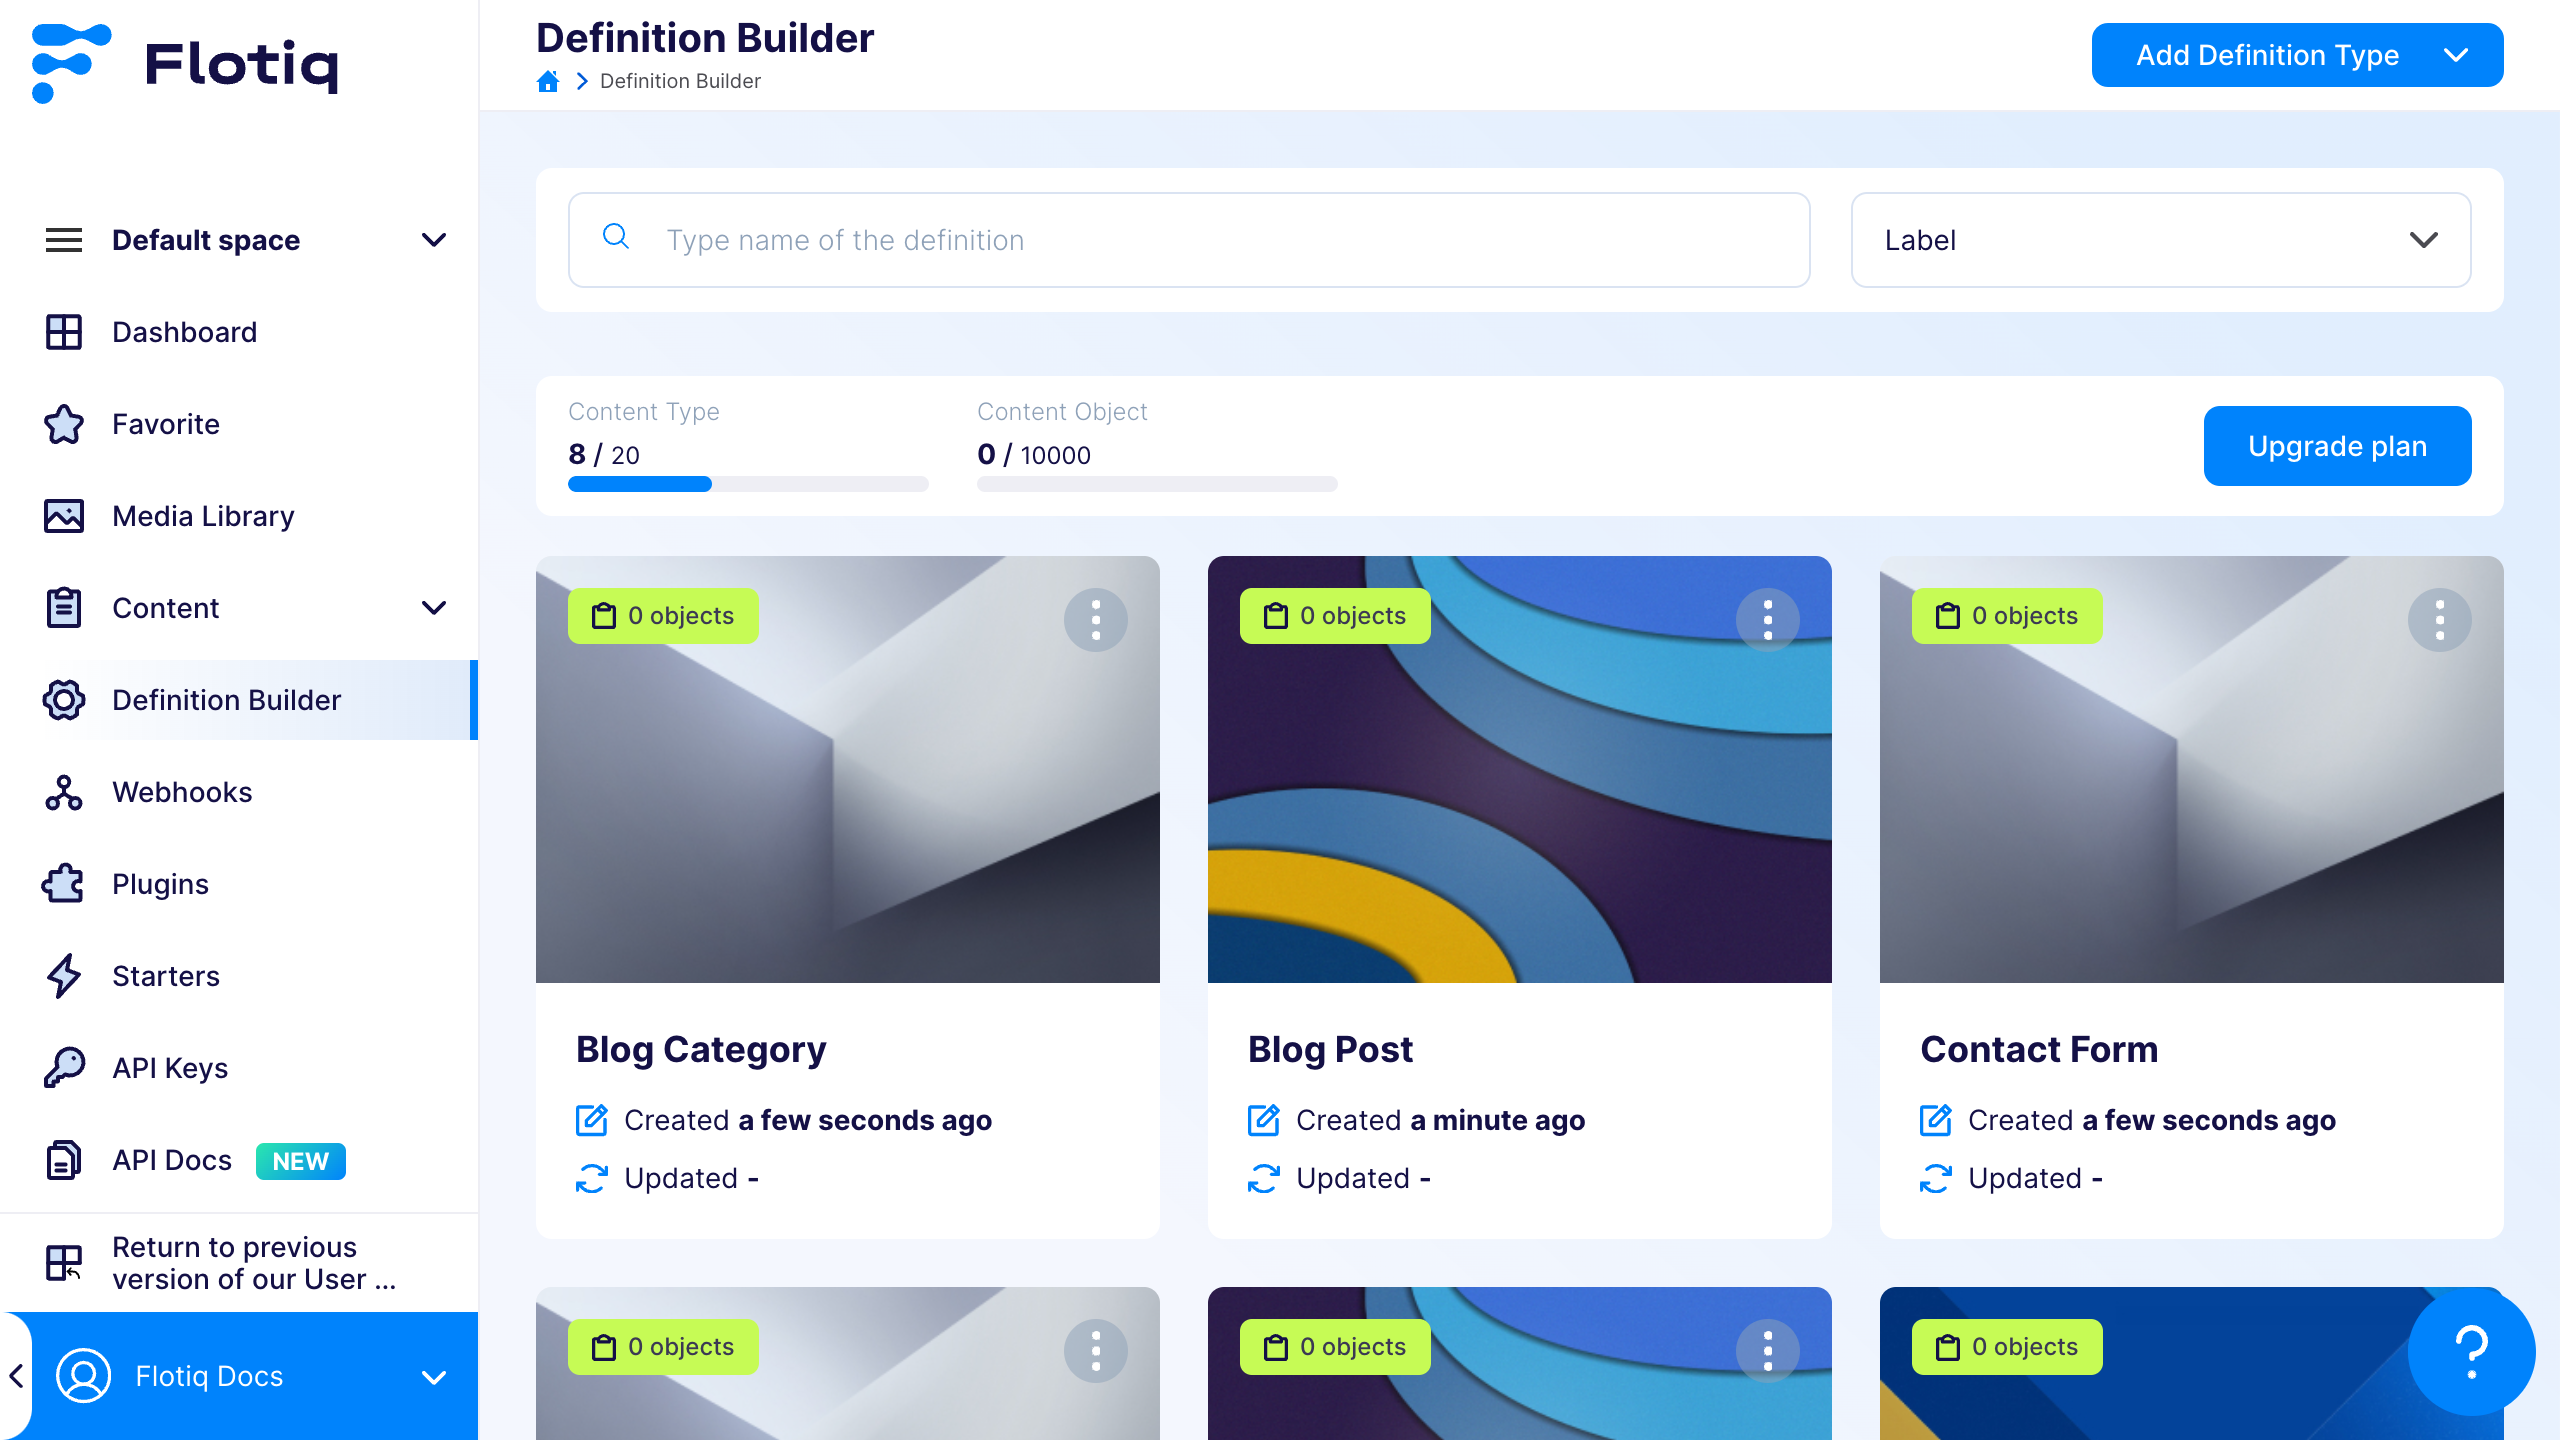 Flotiq
Default space
Dashboard
Favorite
Media Library
Content
Definition Builder
Webhooks
Plugins
Starters
API Keys
API Docs NEW
Return to previous
version of our User ...
Flotiq Docs
Definition Builder
Definition Builder
Add Definition Type
Type name of the definition
Label
Content Type
8 / 20
Content Object
0 / 10000
Upgrade plan
0 objects
Blog Category
Created a few seconds ago
Updated -
0 objects
Blog Post
Created a minute ago
Updated -
0 objects
Contact Form
Created a few seconds ago
Updated -
0 objects
0 objects
0 objects
?